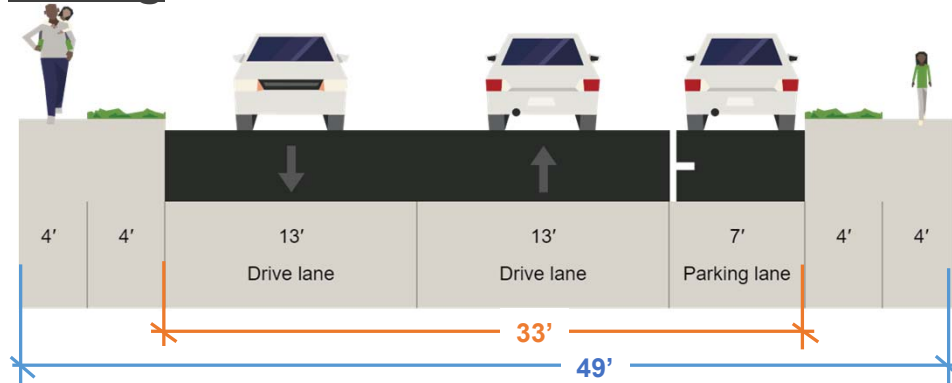 4′ 4′ 13′ 13′ 7′ 4′ 4′
Drive lane Drive lane Parking lane
33’
49’